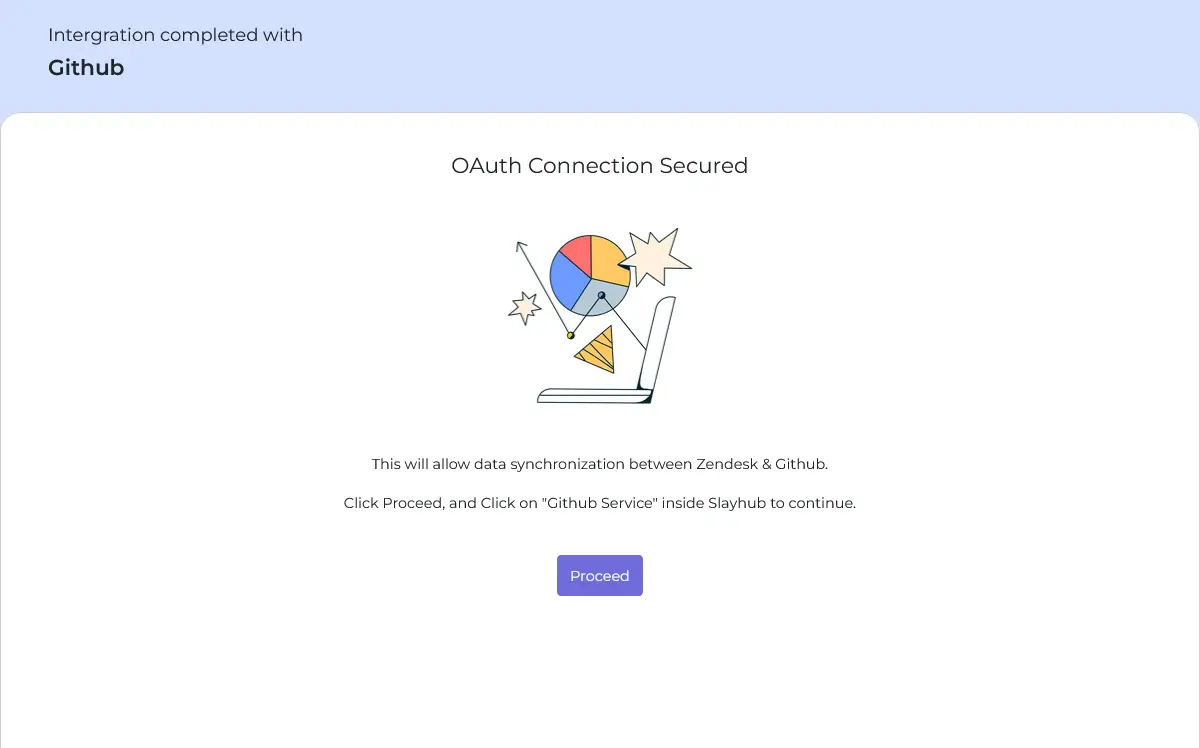 Intergration completed with
Github
OAuth Connection Secured
This will allow data synchronization between Zendesk & Github.
Click Proceed, and Click on "Github Service" inside Slayhub to continue.
Proceed